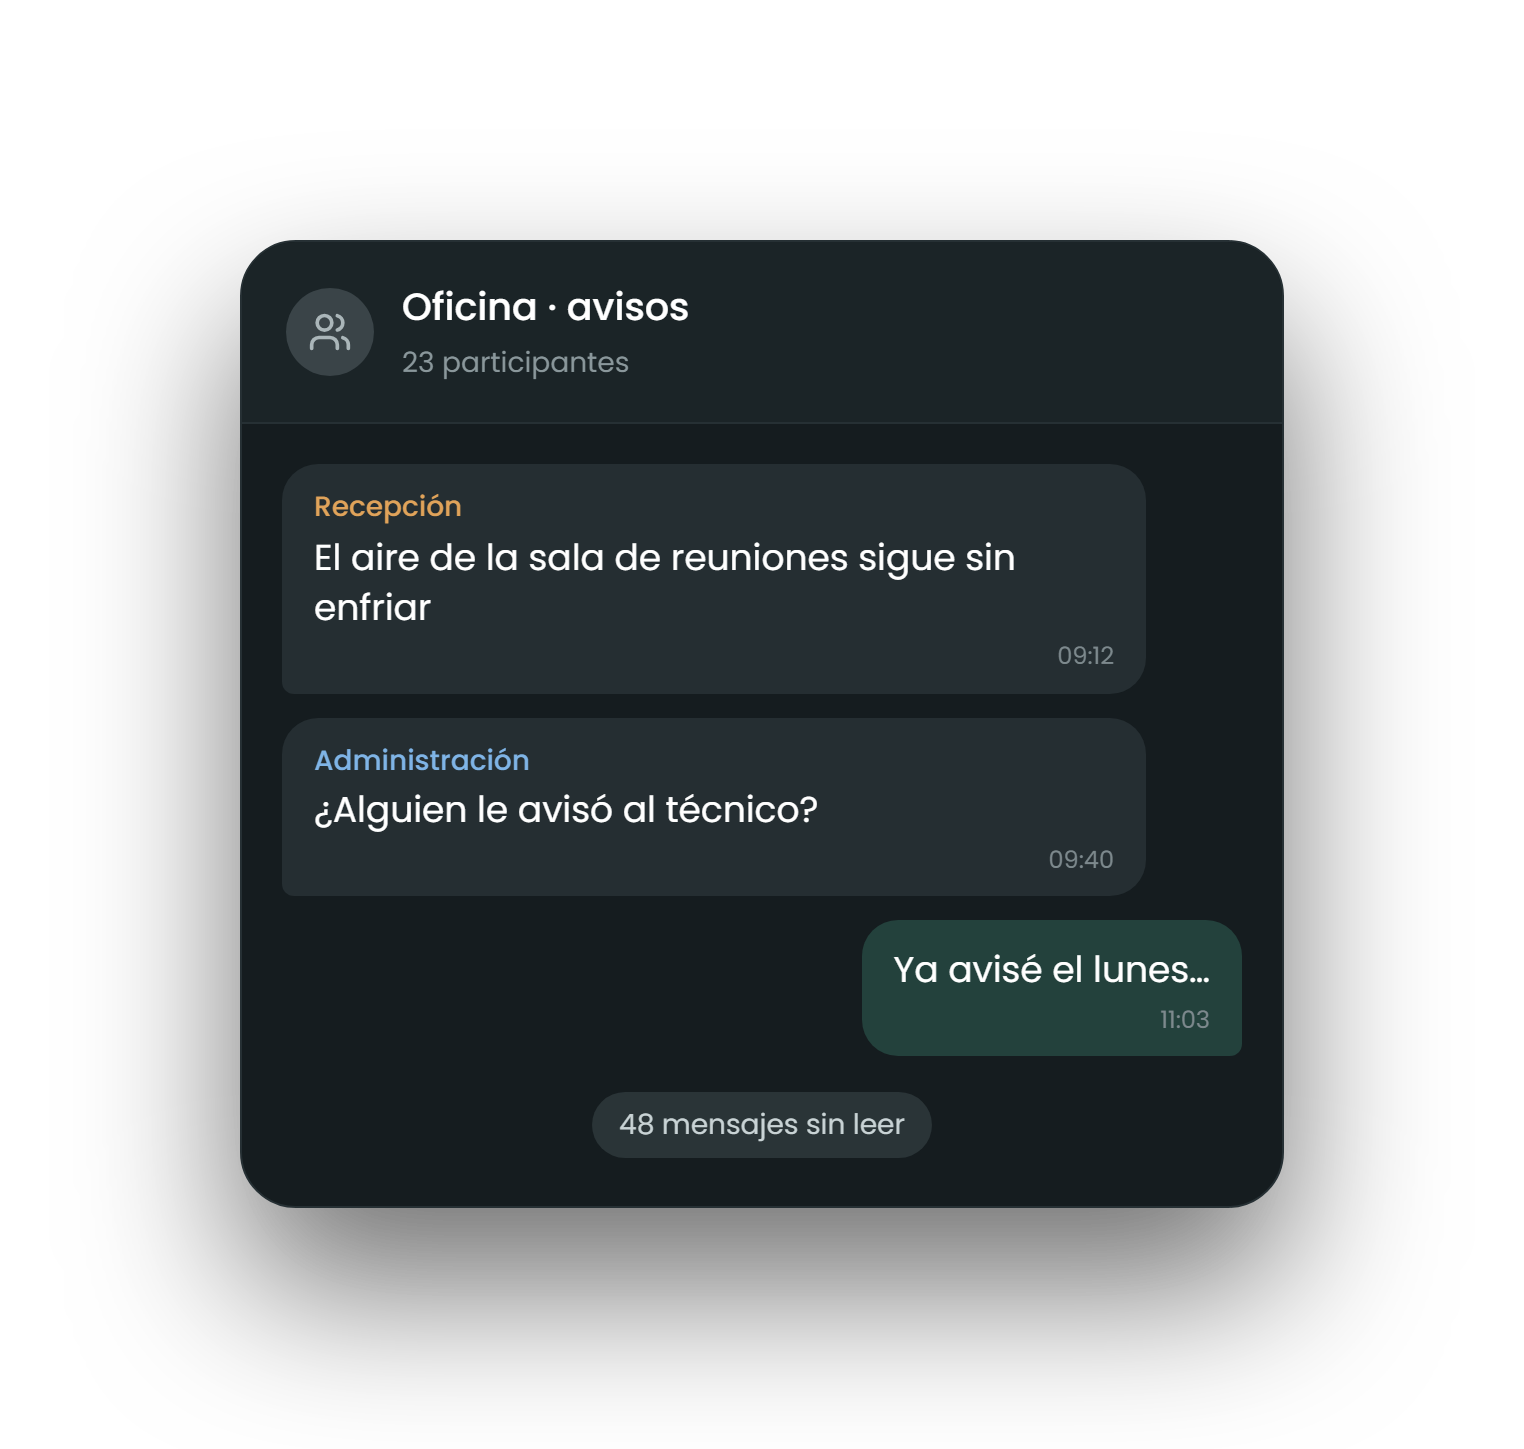 Oficina · avisos
23 participantes
Recepción
El aire de la sala de reuniones sigue sin
enfriar
09:12
Administración
¿Alguien le avisó al técnico?
09:40
Ya avisé el lunes...
11:03
48 mensajes sin leer